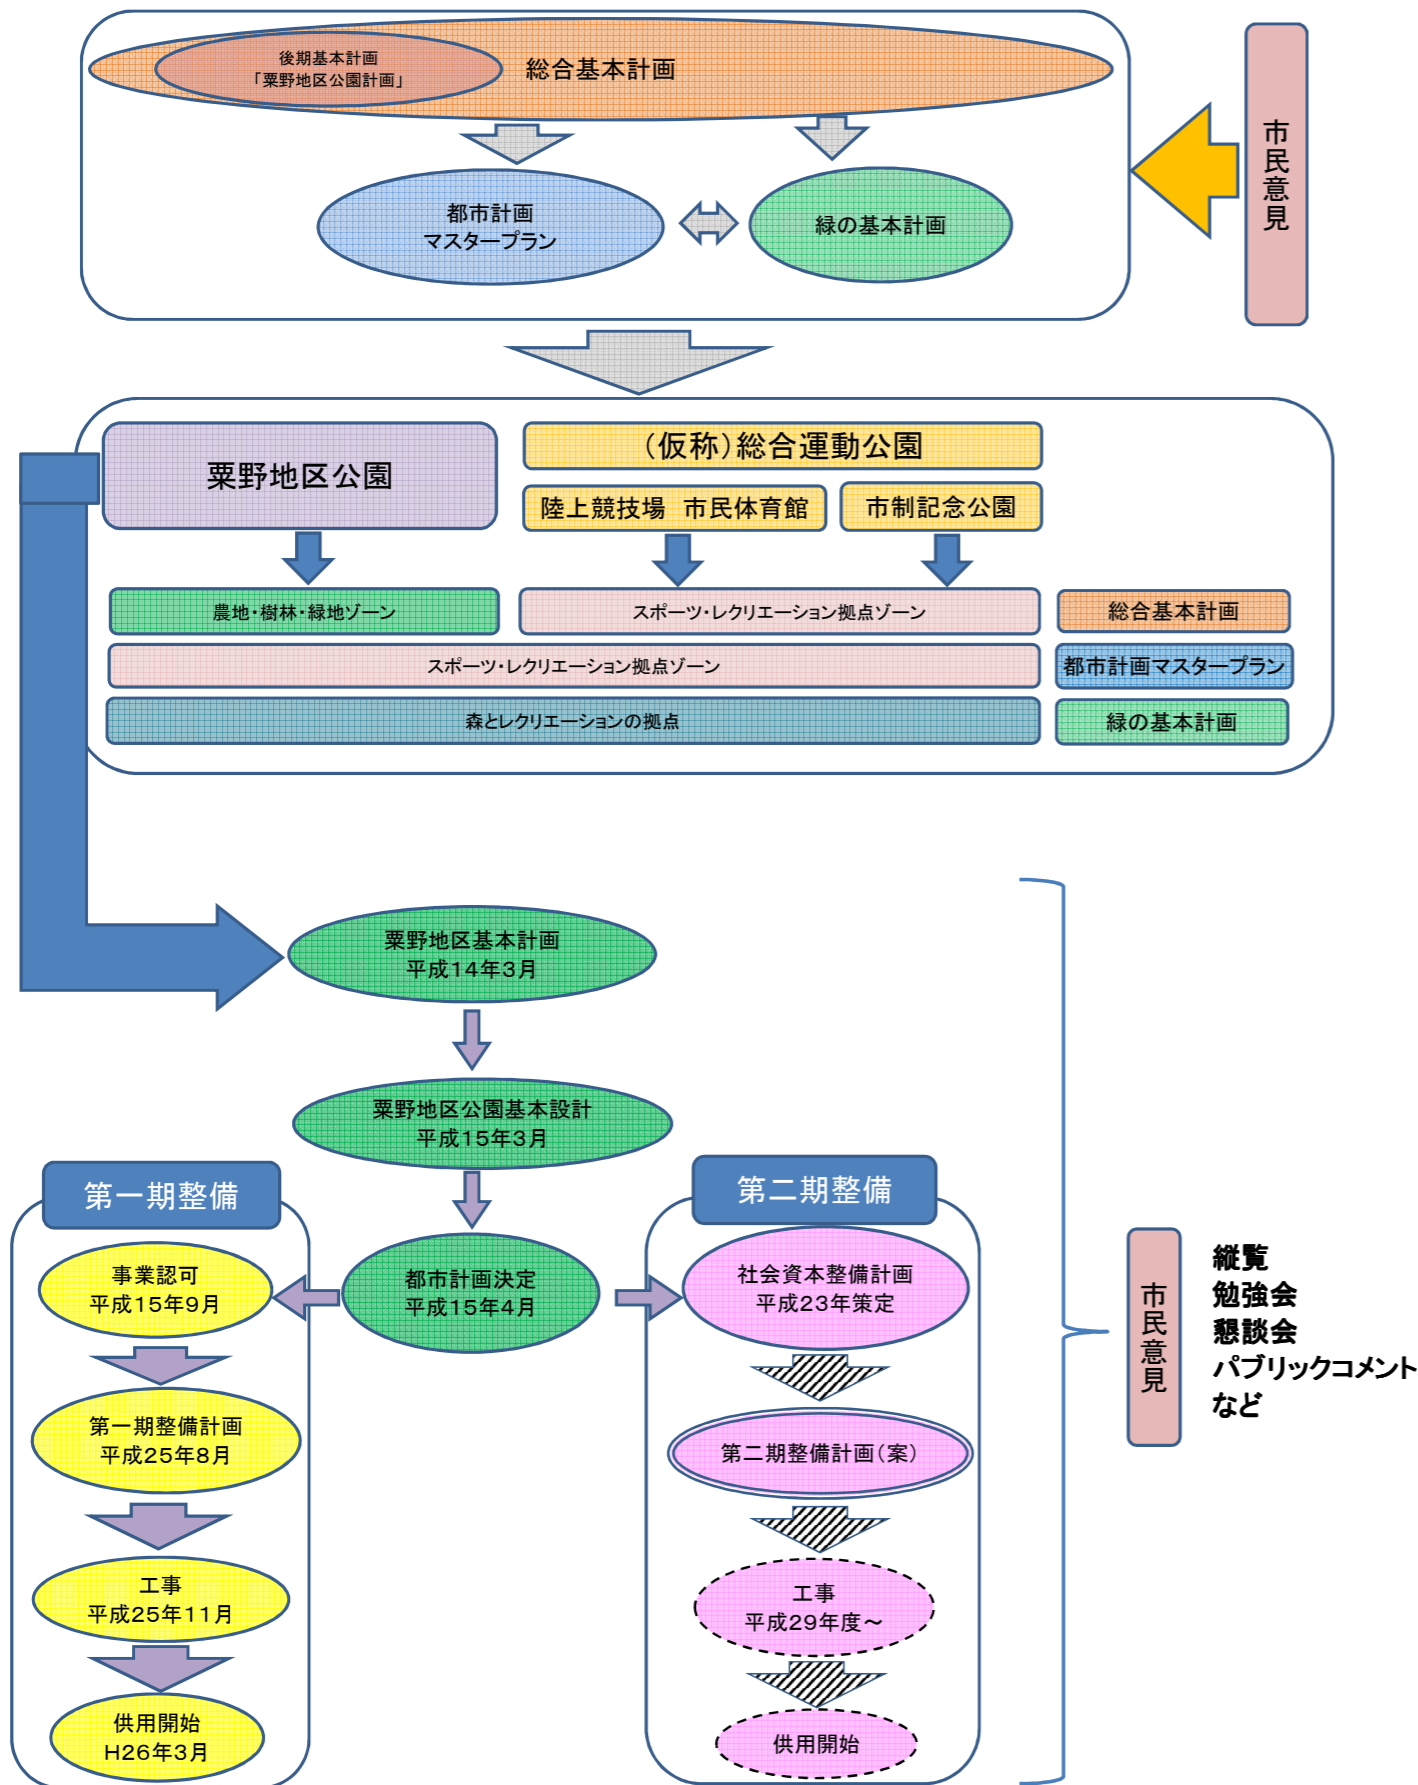 後期基本計画
「粟野地区公園計画」
総合基本計画
都市計画
マスタープラン
緑の基本計画
市民意見
粟野地区公園
（仮称）総合運動公園
陸上競技場　市民体育館
市制記念公園
農地・樹林・緑地ゾーン
スポーツ・レクリエーション拠点ゾーン
総合基本計画
スポーツ・レクリエーション拠点ゾーン
都市計画マスタープラン
森とレクリエーションの拠点
緑の基本計画
粟野地区基本計画
平成14年3月
粟野地区公園基本設計
平成15年3月
都市計画決定
平成15年4月
第一期整備
事業認可
平成15年9月
第一期整備計画
平成25年8月
工事
平成25年11月
供用開始
H26年3月
第二期整備
社会資本整備計画
平成23年策定
第二期整備計画（案）
工事
平成29年度～
供用開始
市民意見
縦覧
勉強会
懇談会
パブリックコメント
など